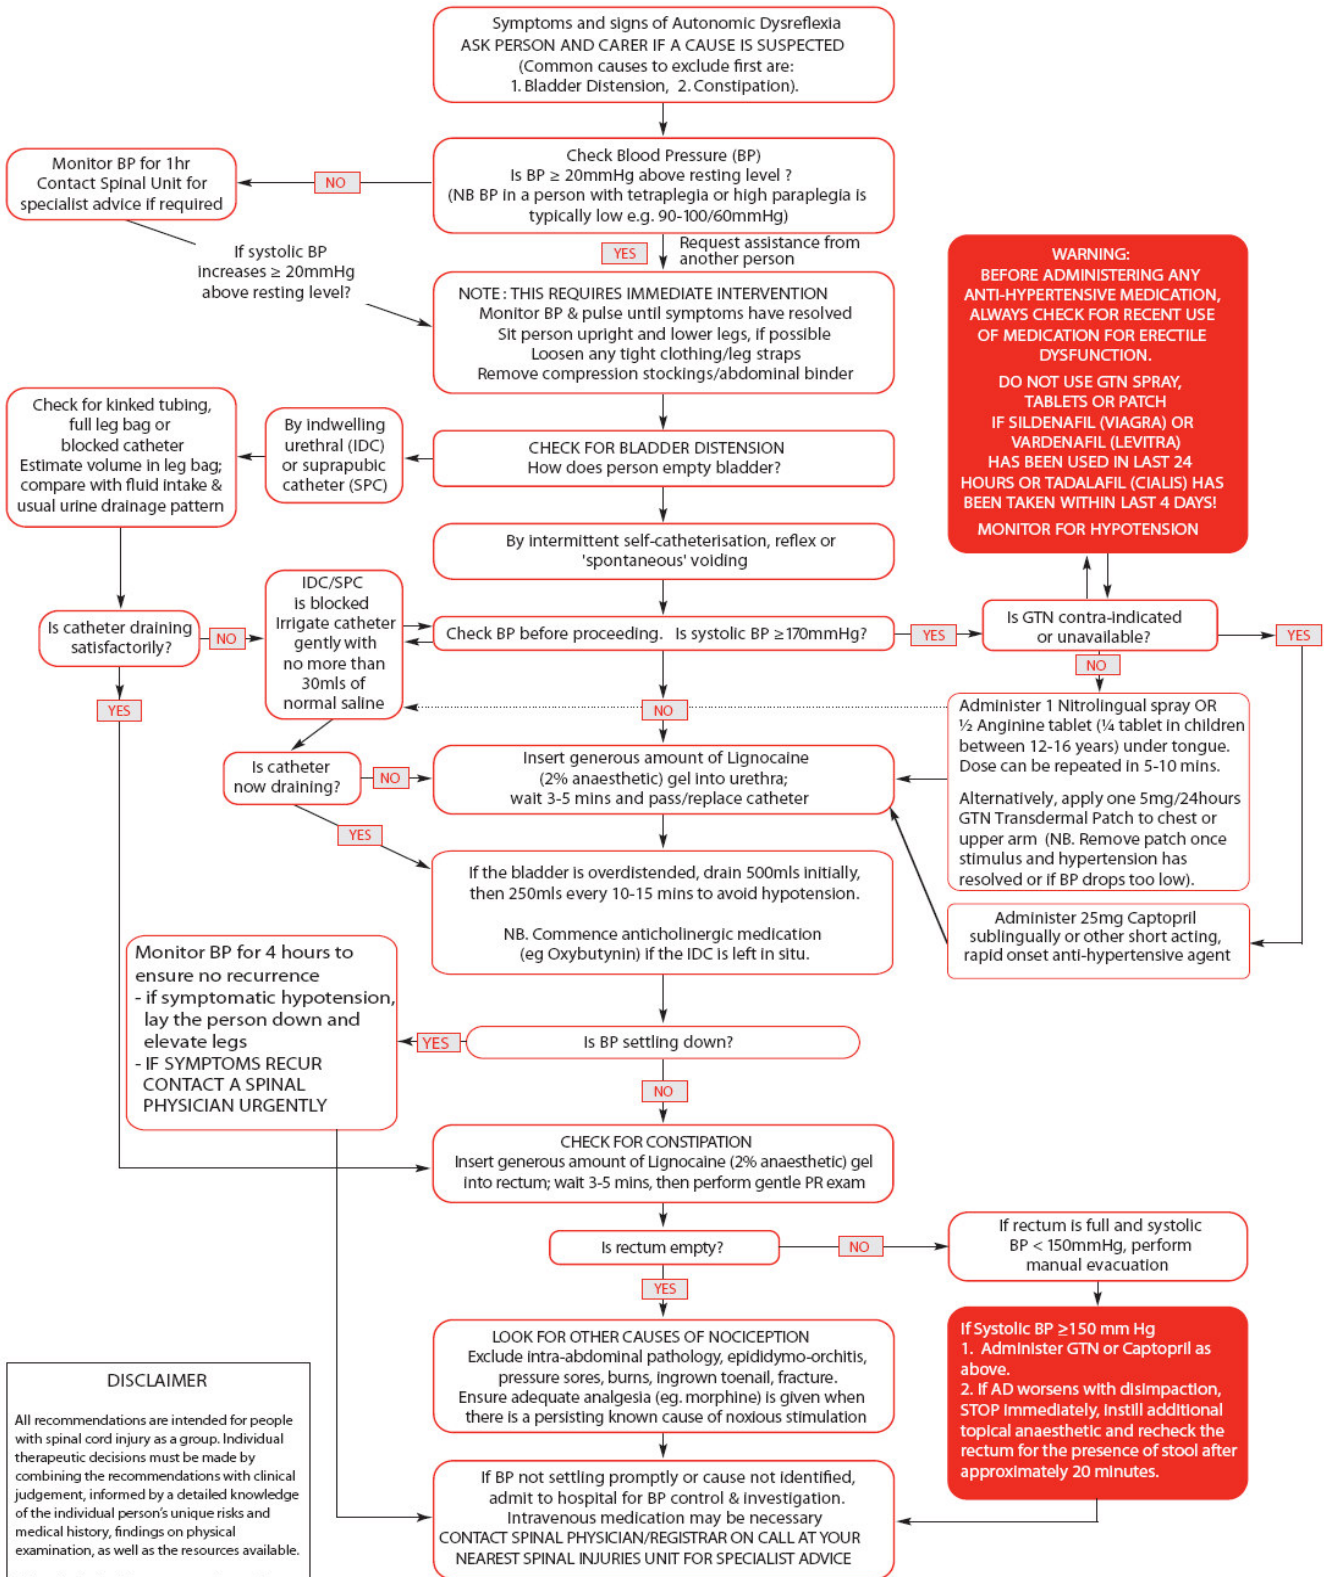 Symptoms and signs of Autonomic Dysreflexia
ASK PERSON AND CARER IF A CAUSE IS SUSPECTED
(Common causes to exclude first are:
1. Bladder Distension, 2. Constipation).
Check Blood Pressure (BP)
Is BP ≥ 20mmHg above resting level ?
(NB BP in a person with tetraplegia or high paraplegia is
typically low e.g. 90-100/60mmHg)
NO
Monitor BP for 1hr
Contact Spinal Unit for
specialist advice if required
If systolic BP
increases ≥ 20mmHg
above resting level?
YES
Request assistance from
another person
NOTE : THIS REQUIRES IMMEDIATE INTERVENTION
Monitor BP & pulse until symptoms have resolved
Sit person upright and lower legs, if possible
Loosen any tight clothing/leg straps
Remove compression stockings/abdominal binder
WARNING:
BEFORE ADMINISTERING ANY
ANTI-HYPERTENSIVE MEDICATION,
ALWAYS CHECK FOR RECENT USE
OF MEDICATION FOR ERECTILE
DYSFUNCTION.
DO NOT USE GTN SPRAY,
TABLETS OR PATCH
IF SILDENAFIL (VIAGRA) OR
VARDENAFIL (LEVITRA)
HAS BEEN USED IN LAST 24
HOURS OR TADALAFIL (CIALIS) HAS
BEEN TAKEN WITHIN LAST 4 DAYS!
MONITOR FOR HYPOTENSION
CHECK FOR BLADDER DISTENSION
How does person empty bladder?
By indwelling
urethral (IDC)
or suprapubic
catheter (SPC)
Check for kinked tubing,
full leg bag or
blocked catheter
Estimate volume in leg bag;
compare with fluid intake &
usual urine drainage pattern
By intermittent self-catheterisation, reflex or
'spontaneous' voiding
Is catheter draining
satisfactorily?
NO
YES
IDC/SPC
is blocked
Irrigate catheter
gently with
no more than
30mls of
normal saline
Check BP before proceeding. Is systolic BP ≥170mmHg?
YES
Is GTN contra-indicated
or unavailable?
YES
NO
NO
Administer 1 Nitrolingual spray OR
½ Anginine tablet (¼ tablet in children
between 12-16 years) under tongue.
Dose can be repeated in 5-10 mins.
Alternatively, apply one 5mg/24hours
GTN Transdermal Patch to chest or
upper arm (NB. Remove patch once
stimulus and hypertension has
resolved or if BP drops too low).
Is catheter
now draining?
NO
YES
Insert generous amount of Lignocaine
(2% anaesthetic) gel into urethra;
wait 3-5 mins and pass/replace catheter
If the bladder is overdistended, drain 500mls initially,
then 250mls every 10-15 mins to avoid hypotension.
NB. Commence anticholinergic medication
(eg Oxybutynin) if the IDC is left in situ.
Administer 25mg Captopril
sublingually or other short acting,
rapid onset anti-hypertensive agent
Is BP settling down?
YES
Monitor BP for 4 hours to
ensure no recurrence
- if symptomatic hypotension,
lay the person down and
elevate legs
- IF SYMPTOMS RECUR
CONTACT A SPINAL
PHYSICIAN URGENTLY
NO
CHECK FOR CONSTIPATION
Insert generous amount of Lignocaine (2% anaesthetic) gel
into rectum; wait 3-5 mins, then perform gentle PR exam
Is rectum empty?
NO
If rectum is full and systolic
BP < 150mmHg, perform
manual evacuation
YES
If Systolic BP ≥150 mm Hg
1. Administer GTN or Captopril as
above.
2. If AD worsens with disimpaction,
STOP immediately, instill additional
topical anaesthetic and recheck the
rectum for the presence of stool after
approximately 20 minutes.
LOOK FOR OTHER CAUSES OF NOCICEPTION
Exclude intra-abdominal pathology, epididymo-orchitis,
pressure sores, burns, ingrown toenail, fracture.
Ensure adequate analgesia (eg. morphine) is given when
there is a persisting known cause of noxious stimulation
If BP not settling promptly or cause not identified,
admit to hospital for BP control & investigation.
Intravenous medication may be necessary
CONTACT SPINAL PHYSICIAN/REGISTRAR ON CALL AT YOUR
NEAREST SPINAL INJURIES UNIT FOR SPECIALIST ADVICE
DISCLAIMER
All recommendations are intended for people
with spinal cord injury as a group. Individual
therapeutic decisions must be made by
combining the recommendations with clinical
judgement, informed by a detailed knowledge
of the individual person's unique risks and
medical history, findings on physical
examination, as well as the resources available.